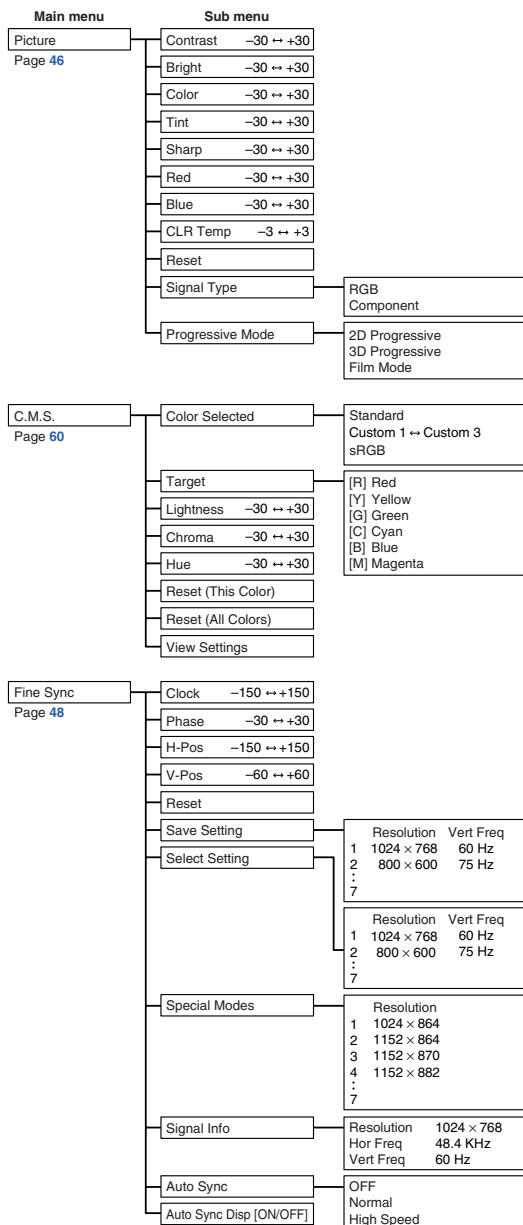 Main menu Sub menu
Picture
Page 46
Contrast –30 ↔ +30
Bright –30 ↔ +30
Color –30 ↔ +30
Tint –30 ↔ +30
Sharp –30 ↔ +30
Red –30 ↔ +30
Blue –30 ↔ +30
CLR Temp –3 ↔ +3
Reset
Signal Type
RGB
Component
Progressive Mode
2D Progressive
3D Progressive
Film Mode
C.M.S.
Page 60
Color Selected
Standard
Custom 1 ↔ Custom 3
sRGB
Target
[R] Red
[Y] Yellow
[G] Green
[C] Cyan
[B] Blue
[M] Magenta
Lightness –30 ↔ +30
Chroma –30 ↔ +30
Hue –30 ↔ +30
Reset (This Color)
Reset (All Colors)
View Settings
Fine Sync
Page 48
Clock –150 ↔ +150
Phase –30 ↔ +30
H-Pos –150 ↔ +150
V-Pos –60 ↔ +60
Reset
Save Setting
Resolution Vert Freq
1 1024 × 768 60 Hz
2 800 × 600 75 Hz
:
7
Select Setting
Resolution Vert Freq
1 1024 × 768 60 Hz
2 800 × 600 75 Hz
:
7
Special Modes
Resolution
1 1024 × 864
2 1152 × 864
3 1152 × 870
4 1152 × 882
:
7
Signal Info
Resolution 1024 × 768
Hor Freq 48.4 KHz
Vert Freq 60 Hz
Auto Sync
OFF
Normal
High Speed
Auto Sync Disp [ON/OFF]